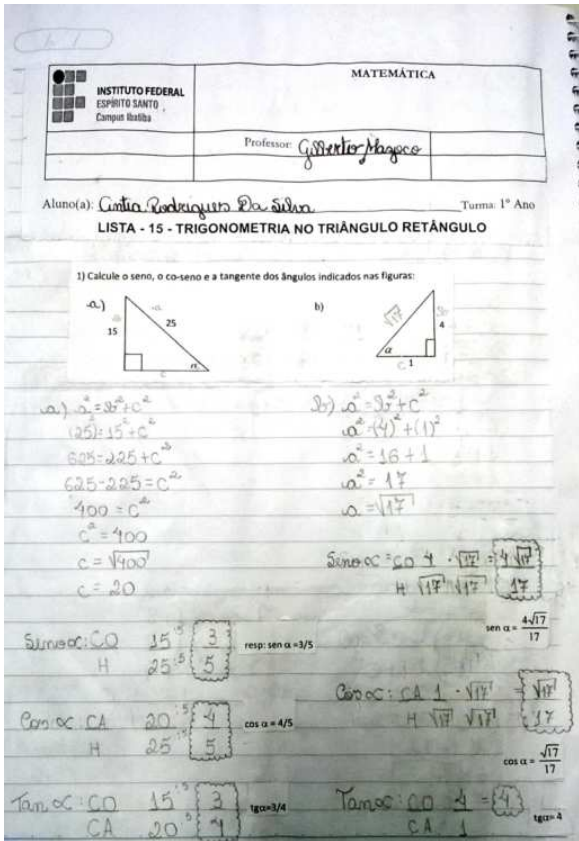 INSTITUTO FEDERAL
ESPÍRITO SANTO
Campus Ibatiba
MATEMÁTICA
Professor: Gilberto Mazoco
Aluno(a): Cintia Rodrigues Da Silva Turma: 1º Ano
LISTA - 15 - TRIGONOMETRIA NO TRIÂNGULO RETÂNGULO
1) Calcule o seno, o co-seno e a tangente dos ângulos indicados nas figuras:
a)
15
25
a
b
c
α
b)
√17
4
b
α
c 1
a) a² = b² + c²
(25)² = 15² + c²
625 = 225 + c²
625 - 225 = c²
400 = c²
c² = 400
c = √400
c = 20
Seno α: CO 15 :5 3
H 25 :5 5
resp: sen α =3/5
Cos α: CA 20 :5 4
H 25 :5 5
cos α = 4/5
Tan α: CO 15 :5 3
CA 20 :5 4
tgα=3/4
b) a² = b² + c²
a² = (4)² + (1)²
a² = 16 + 1
a² = 17
a = √17
Seno α = CO 4 · √17 = 4√17
H √17 √17 17
sen α = 4√17/17
Cos α: CA 1 · √17 = √17
H √17 √17 17
cos α = √17/17
Tan α: CO 4 = 4
CA 1
tgα= 4